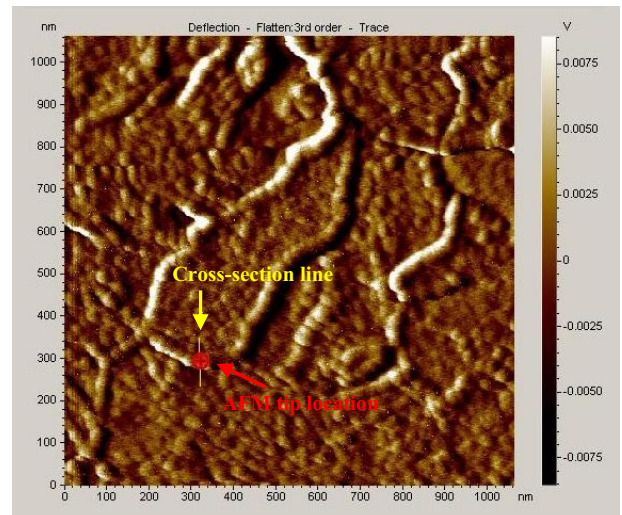 nm
Deflection - Flatten:3rd order - Trace
V
1000
900
800
700
600
500
400
300
200
100
0
0 100 200 300 400 500 600 700 800 900 1000
nm
0.0075
0.0050
0.0025
0
-0.0025
-0.0050
-0.0075
Cross-section line
AFM tip location